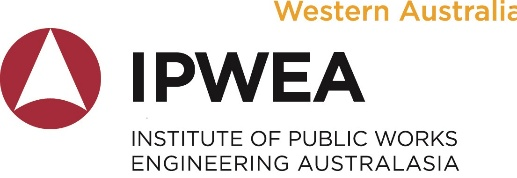 Western Australia
IPWEA
INSTITUTE OF PUBLIC WORKS
ENGINEERING AUSTRALASIA